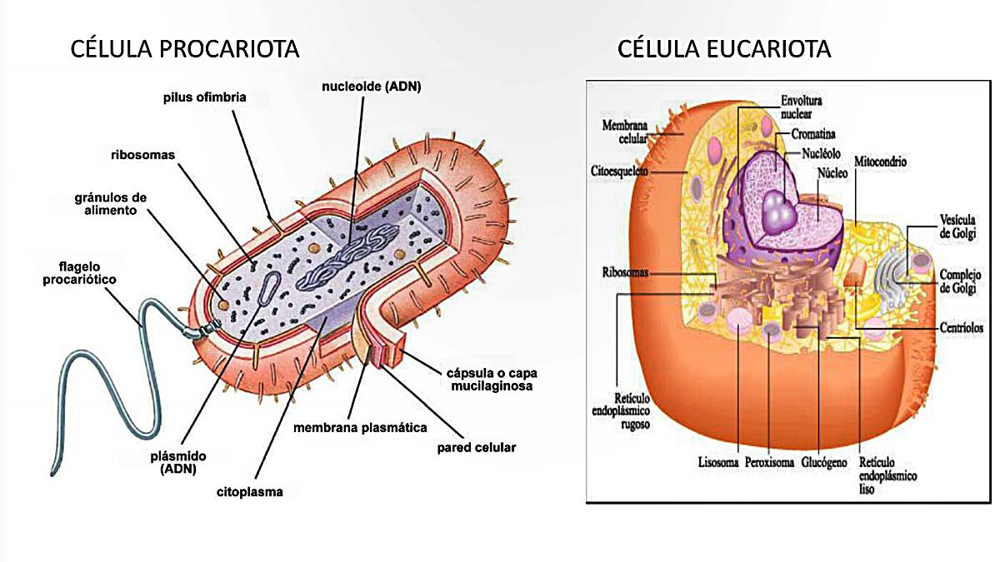 CÉLULA PROCARIOTA
nucleoide (ADN)
pilus ofimbria
ribosomas
gránulos de
alimento
flagelo
procariótico
cápsula o capa
mucilaginosa
membrana plasmática
pared celular
plásmido
(ADN)
citoplasma
CÉLULA EUCARIOTA
Envoltura
nuclear
Membrana
celular
Cromatina
Nucléolo
Mitocondrio
Citoesqueleto
Núcleo
Vesícula
de Golgi
Ribosomas
Complejo
de Golgi
Centríolos
Retículo
endoplásmico
rugoso
Lisosoma
Peroxisoma
Glucógeno
Retículo
endoplásmico
liso